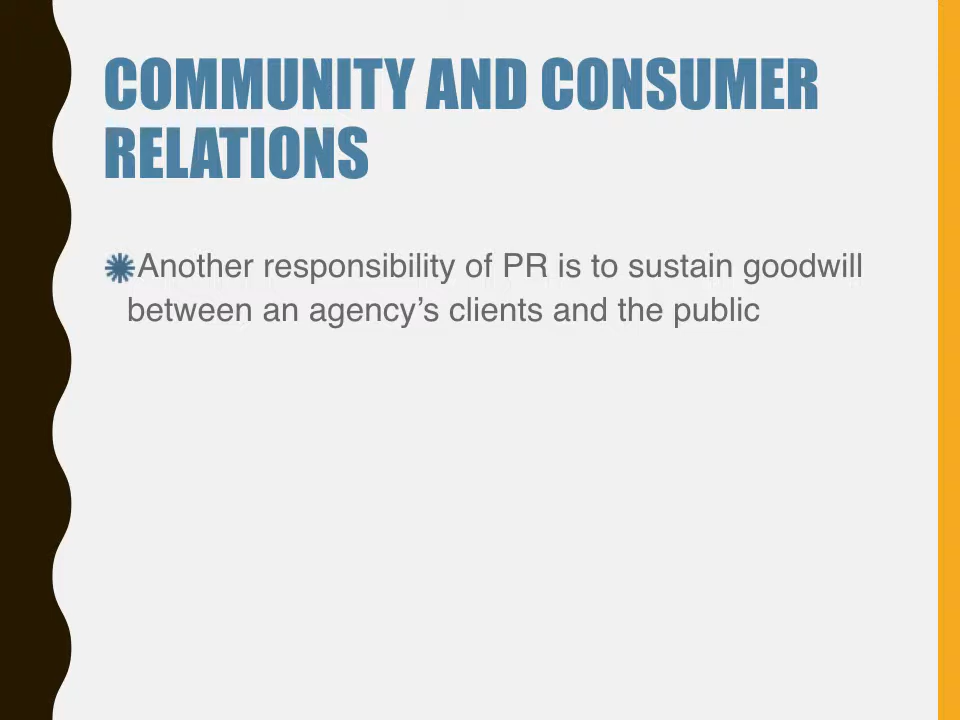 COMMUNITY AND CONSUMER
RELATIONS
Another responsibility of PR is to sustain goodwill
between an agency’s clients and the public